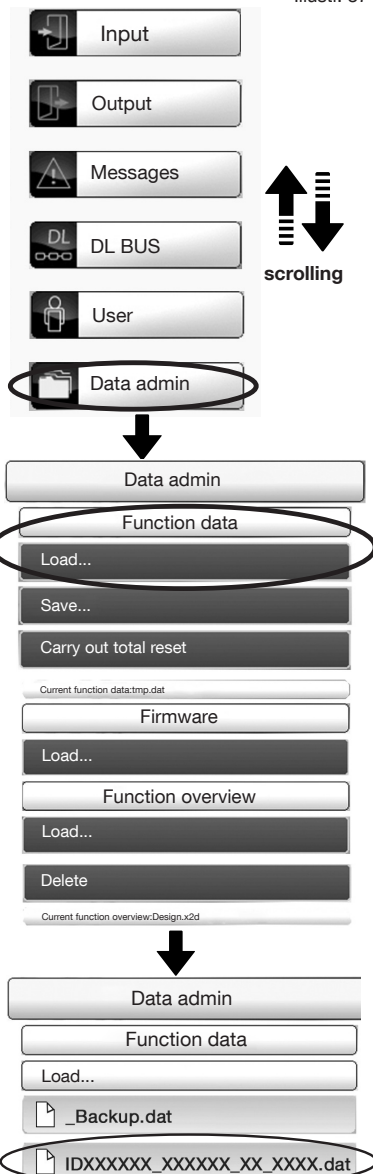 Input
Output
Messages
DL
DL BUS
scrolling
User
Data admin
Data admin
Function data
Load...
Save...
Carry out total reset
Current function data:tmp.dat
Firmware
Load...
Function overview
Load...
Delete
Current function overview:Design.x2d
Data admin
Function data
Load...
_Backup.dat
IDXXXXXX_XXXXXX_XX_XXXX.dat